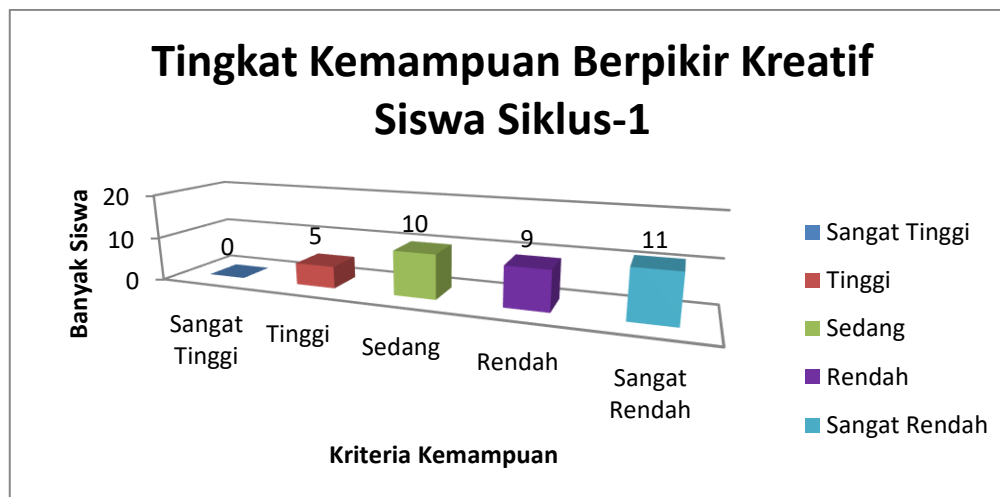 Tingkat Kemampuan Berpikir Kreatif
Siswa Siklus-1
Banyak Siswa
20
10
0
0
5
10
9
11
Sangat
Tinggi
Tinggi
Sedang
Rendah
Sangat
Rendah
Kriteria Kemampuan
Sangat Tinggi
Tinggi
Sedang
Rendah
Sangat Rendah